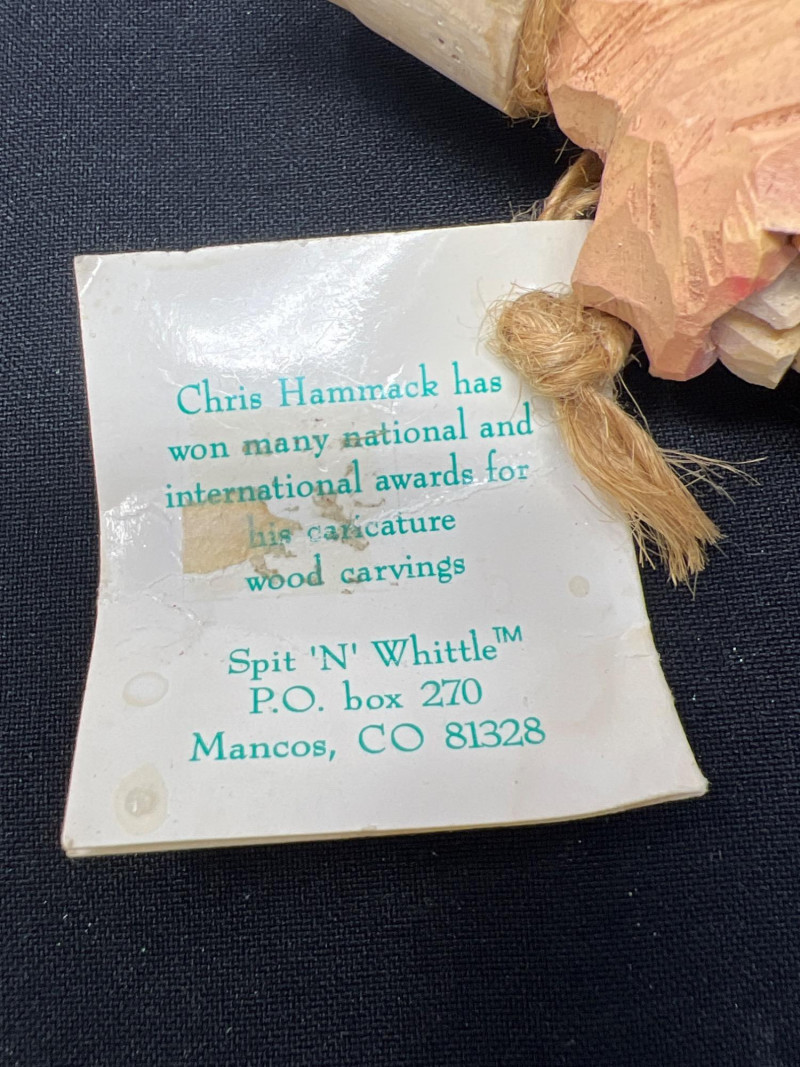 Chris Hammack has
won many national and
international awards for
his caricature
wood carvings
Spit 'N' Whittle™
P.O. box 270
Mancos, CO 81328